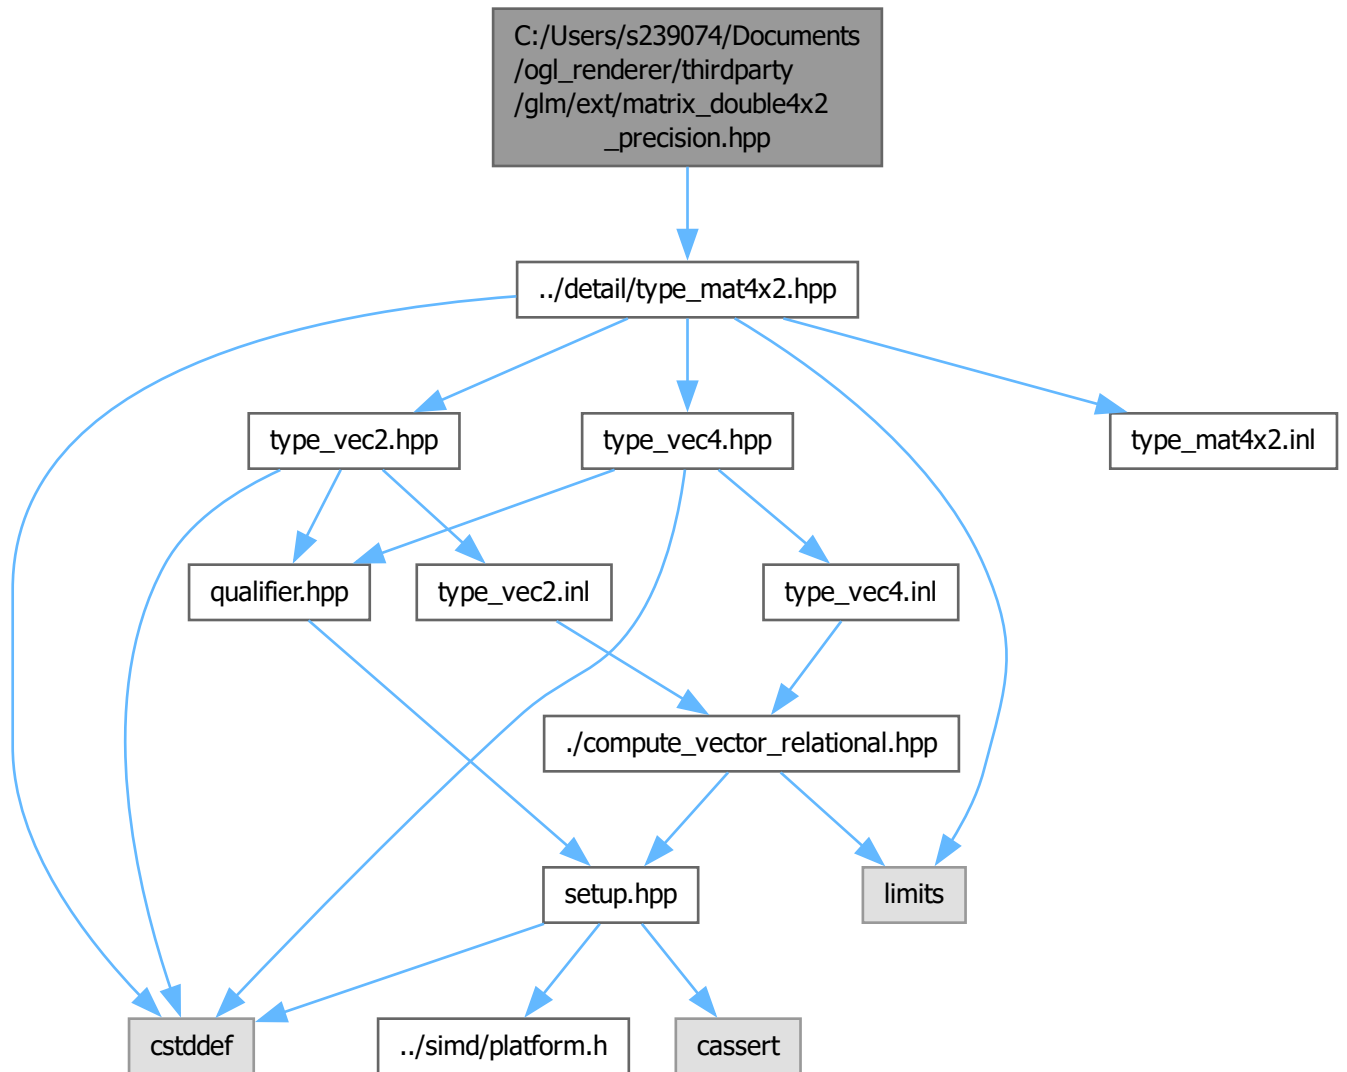 C:/Users/s239074/Documents
/ogl_renderer/thirdparty
/glm/ext/matrix_double4x2
_precision.hpp
../detail/type_mat4x2.hpp
type_vec2.hpp
type_vec4.hpp
type_mat4x2.inl
qualifier.hpp
type_vec2.inl
type_vec4.inl
./compute_vector_relational.hpp
setup.hpp
limits
cstddef
../simd/platform.h
cassert